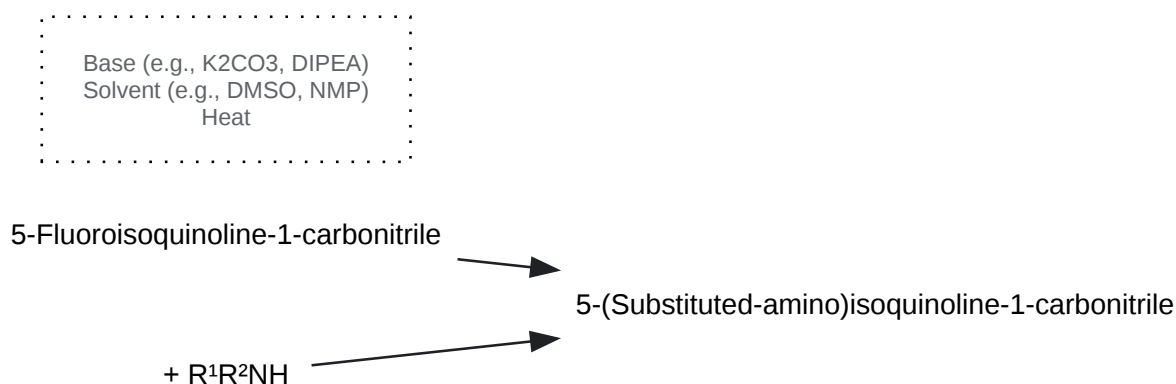 Base (e.g., K2CO3, DIPEA)
Solvent (e.g., DMSO, NMP)
Heat
5-Fluoroisoquinoline-1-carbonitrile
5-(Substituted-amino)isoquinoline-1-carbonitrile
+ R¹R²NH